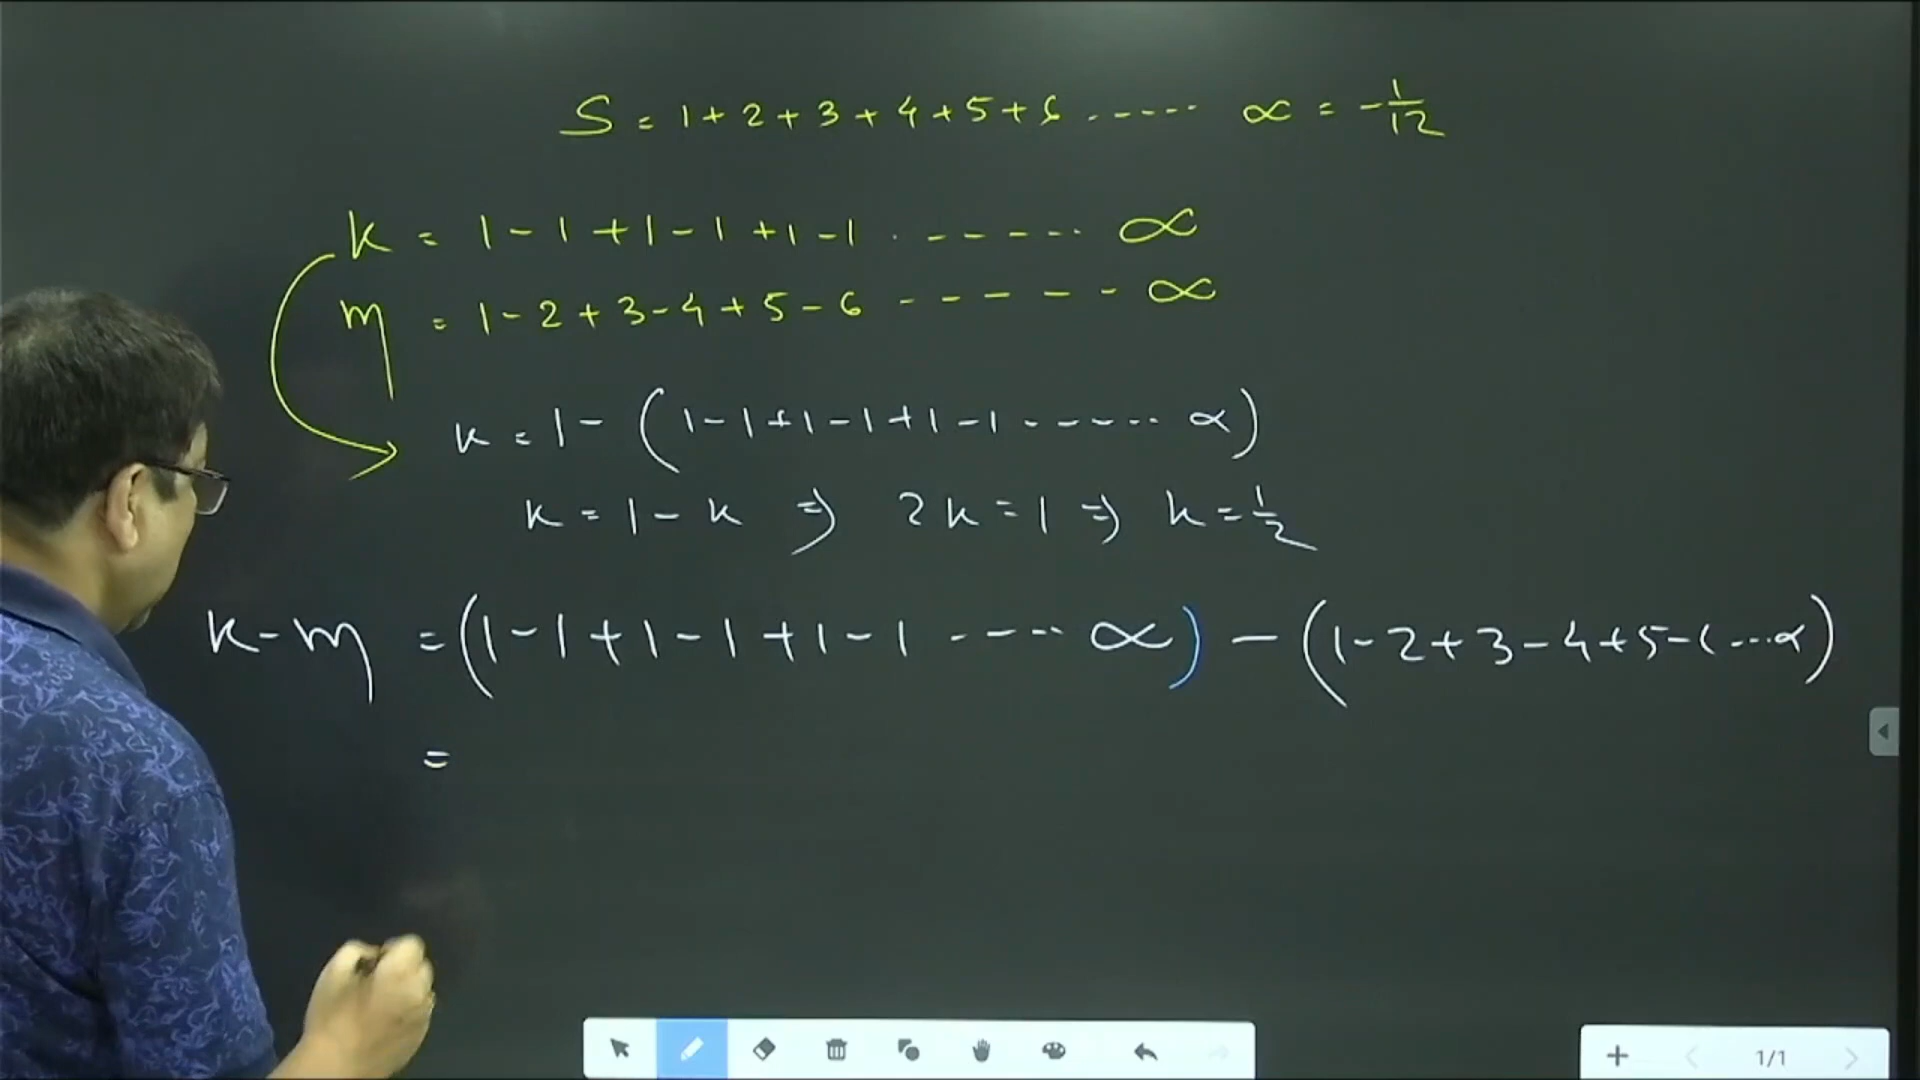 S = 1 + 2 + 3 + 4 + 5 + 6 ...... ∞ = -1/12
K = 1 - 1 + 1 - 1 + 1 - 1 . ------ ∞
m = 1 - 2 + 3 - 4 + 5 - 6 ------ ∞
K = 1 - (1 - 1 + 1 - 1 + 1 - 1 ------ ∞)
K = 1 - K ⇒ 2K = 1 ⇒ K = 1/2
K - m = (1 - 1 + 1 - 1 + 1 - 1 ---- ∞) - (1 - 2 + 3 - 4 + 5 - 6 ... ∞)
=
1/1